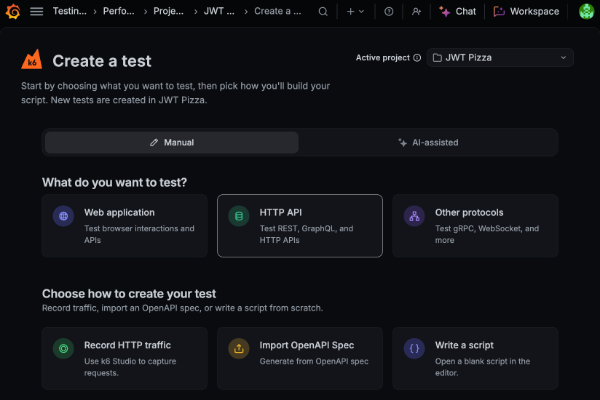 Testin... › Perfo... › Proje... › JWT ... › Create a ...
Chat
Workspace
k6
Create a test
Active project
JWT Pizza
Start by choosing what you want to test, then pick how you'll build your
script. New tests are created in JWT Pizza.
Manual
AI-assisted
What do you want to test?
Web application
Test browser interactions and
APIs
HTTP API
Test REST, GraphQL, and
HTTP APIs
Other protocols
Test gRPC, WebSocket, and
more
Choose how to create your test
Record traffic, import an OpenAPI spec, or write a script from scratch.
Record HTTP traffic
Use k6 Studio to capture
requests.
Import OpenAPI Spec
Generate from OpenAPI spec
Write a script
Open a blank script in the
editor.